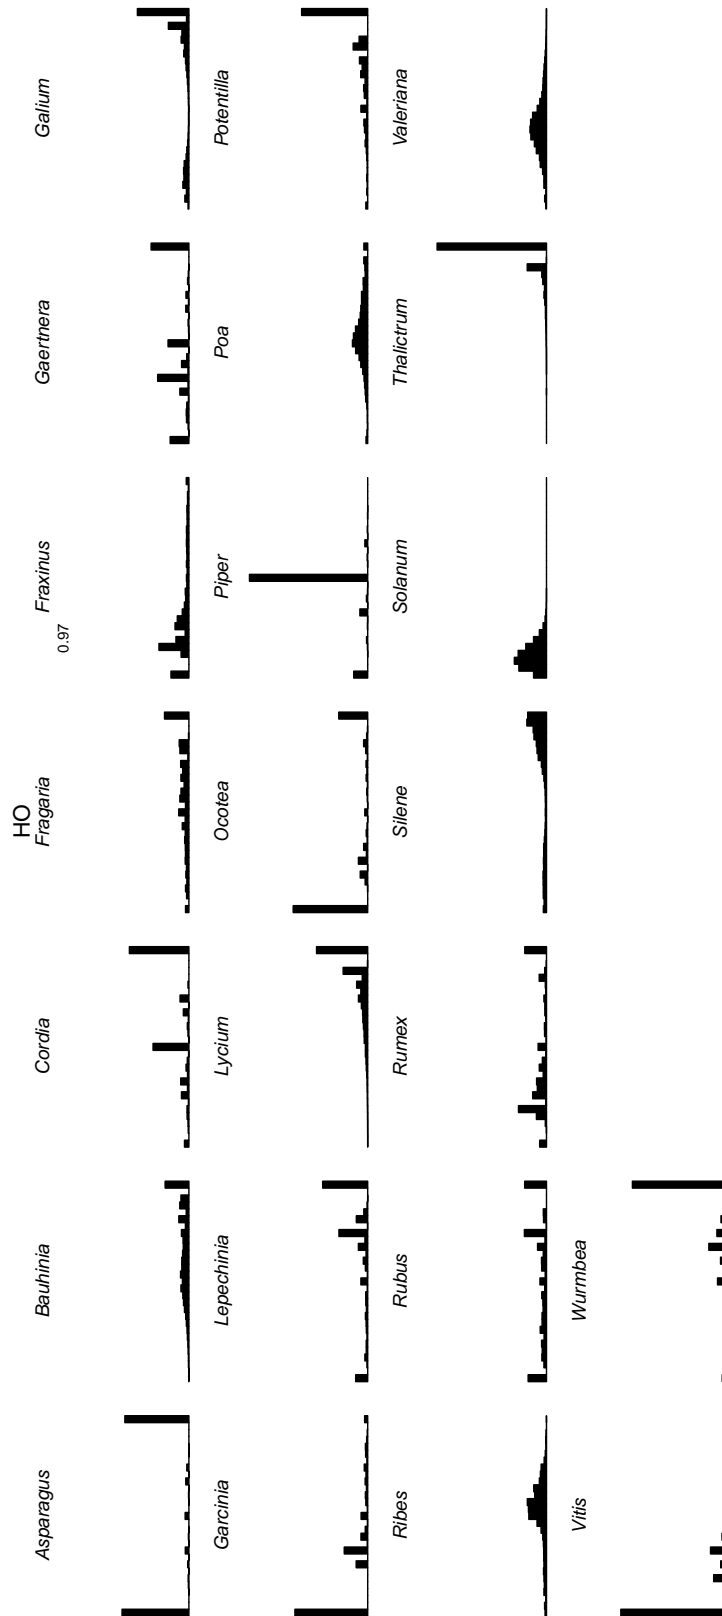 HO
Asparagus
Bauhinia
Cordia
Fragaria
Fraxinus
Gaertnera
Galium
0.97
Garcinia
Lepechinia
Lycium
Ocotea
Piper
Poa
Potentilla
Ribes
Rubus
Rumex
Silene
Solanum
Thalictrum
Valeriana
Vitis
Wurmbea